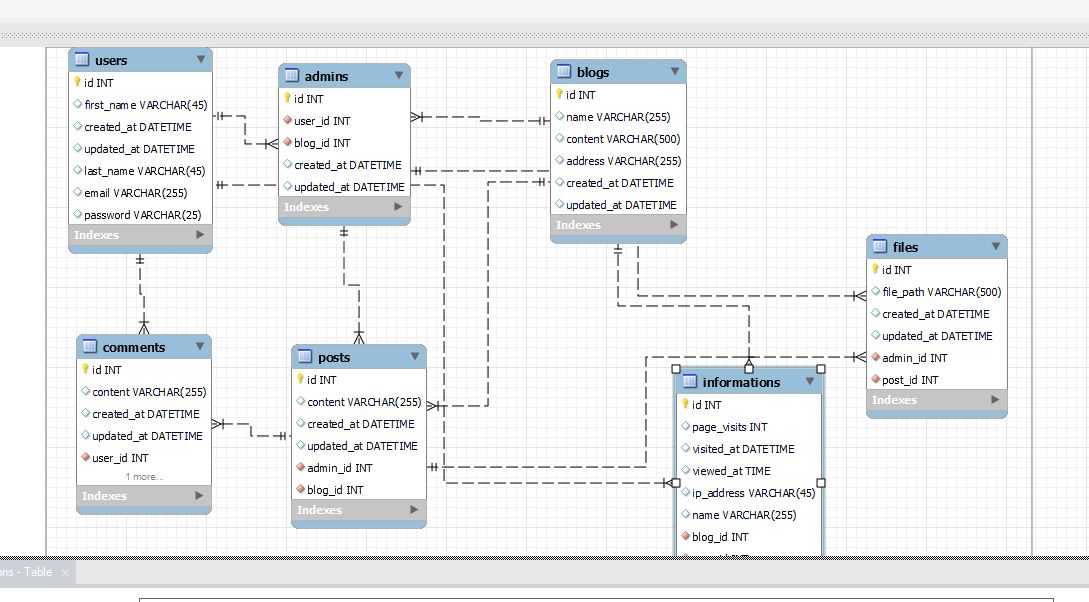 users
id INT
first_name VARCHAR(45)
created_at DATETIME
updated_at DATETIME
last_name VARCHAR(45)
email VARCHAR(255)
password VARCHAR(25)
Indexes
admins
id INT
user_id INT
blog_id INT
created_at DATETIME
updated_at DATETIME
Indexes
blogs
id INT
name VARCHAR(255)
content VARCHAR(500)
address VARCHAR(255)
created_at DATETIME
updated_at DATETIME
Indexes
files
id INT
file_path VARCHAR(500)
created_at DATETIME
updated_at DATETIME
admin_id INT
post_id INT
Indexes
comments
id INT
content VARCHAR(255)
created_at DATETIME
updated_at DATETIME
user_id INT
1 more...
Indexes
posts
id INT
content VARCHAR(255)
created_at DATETIME
updated_at DATETIME
admin_id INT
blog_id INT
Indexes
informations
id INT
page_visits INT
visited_at DATETIME
viewed_at TIME
ip_address VARCHAR(45)
name VARCHAR(255)
blog_id INT
ons - Table